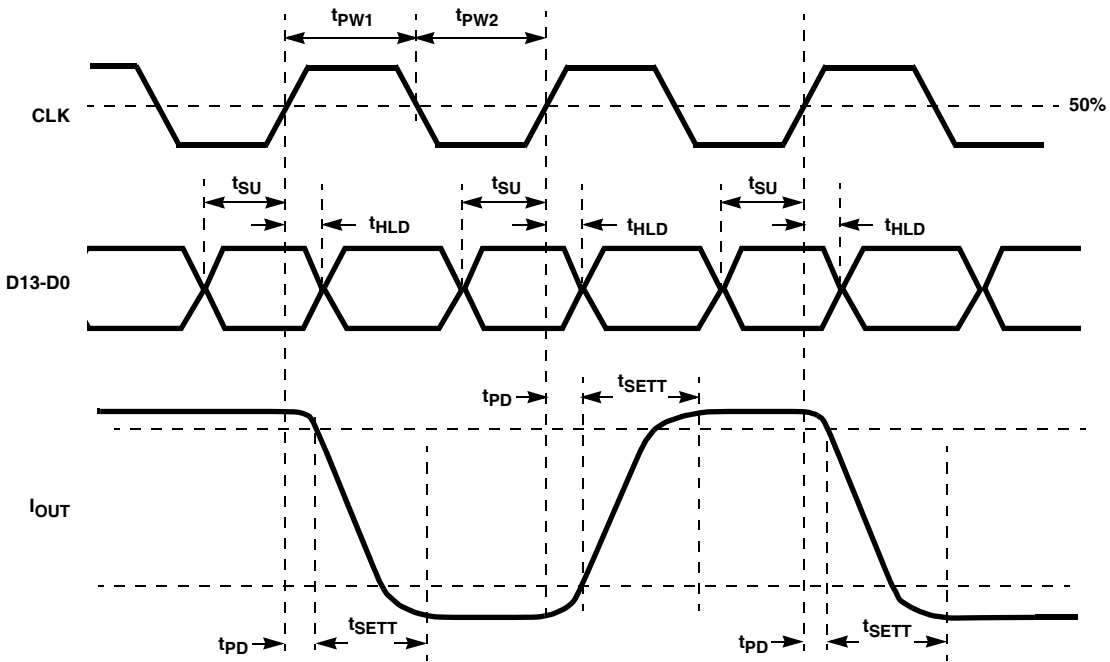 tPW1 tPW2
CLK 50%
tSU tSU tSU
tHLD tHLD tHLD
D13-D0
tPD tSETT
IOUT
tPD tSETT tPD tSETT